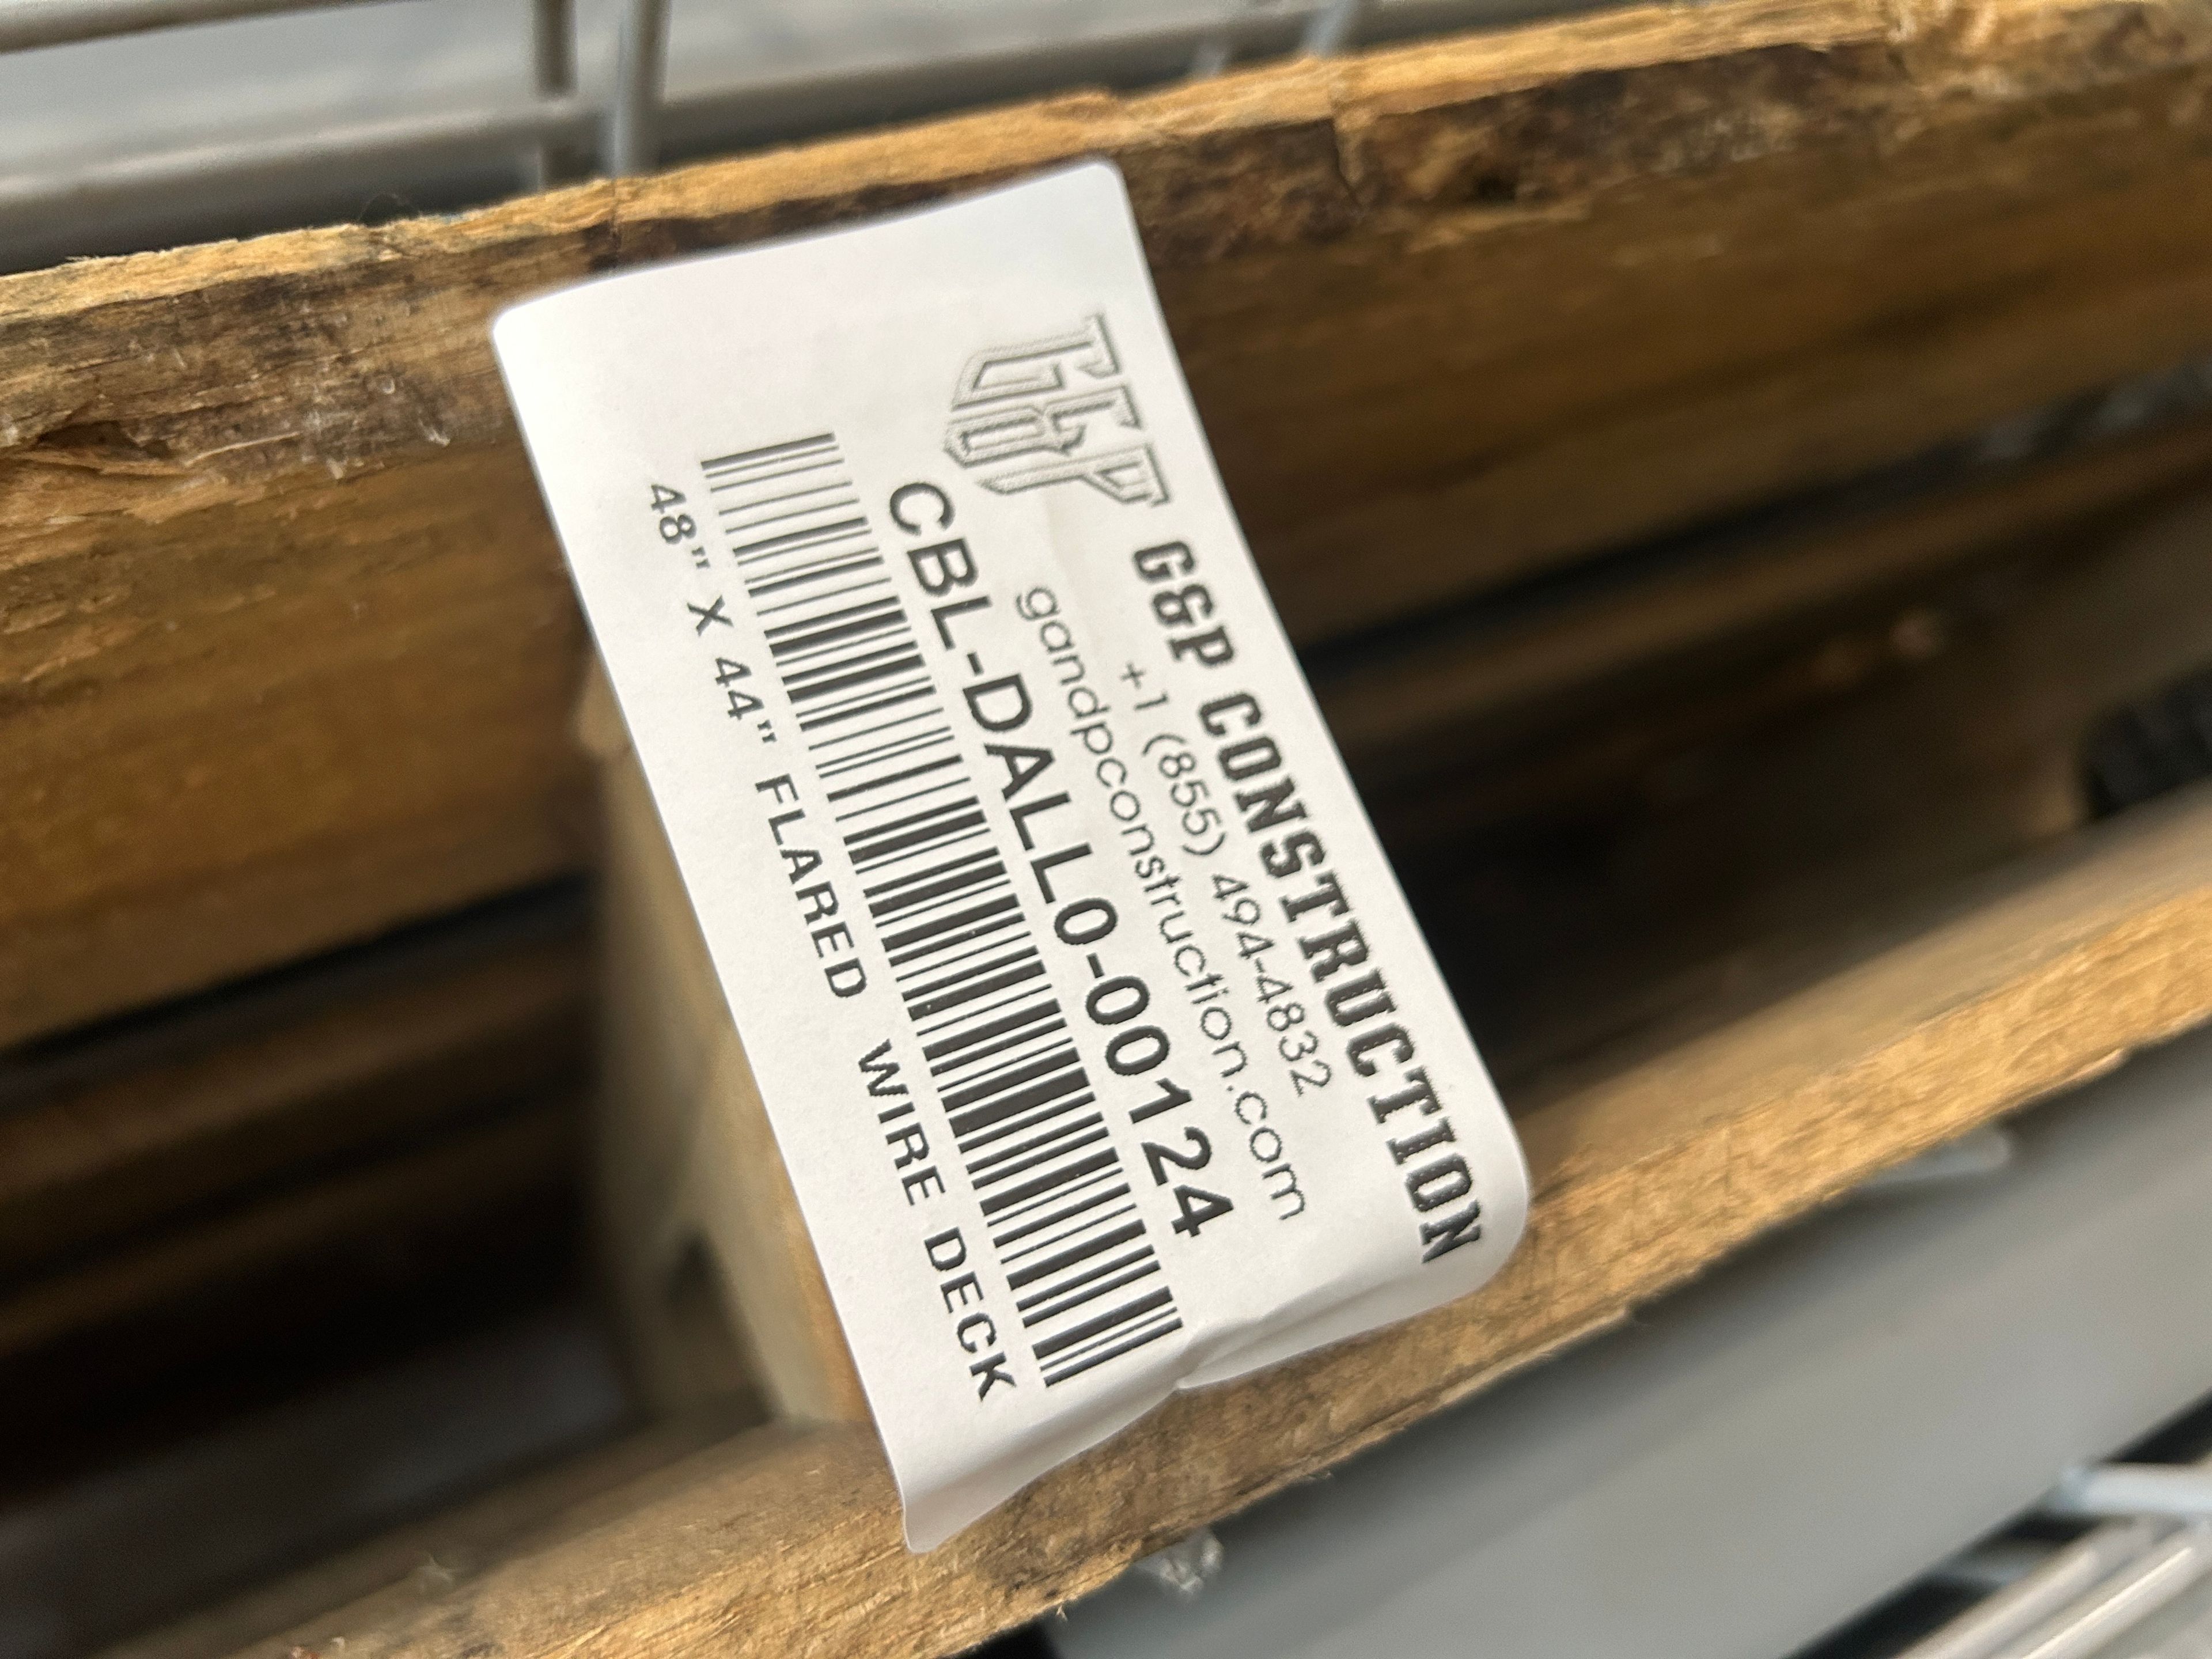 G&P
G&P CONSTRUCTION
+1 (855) 494-4832
gandpconstruction.com
CBL-DALL0-00124
48" X 44" FLARED WIRE DECK